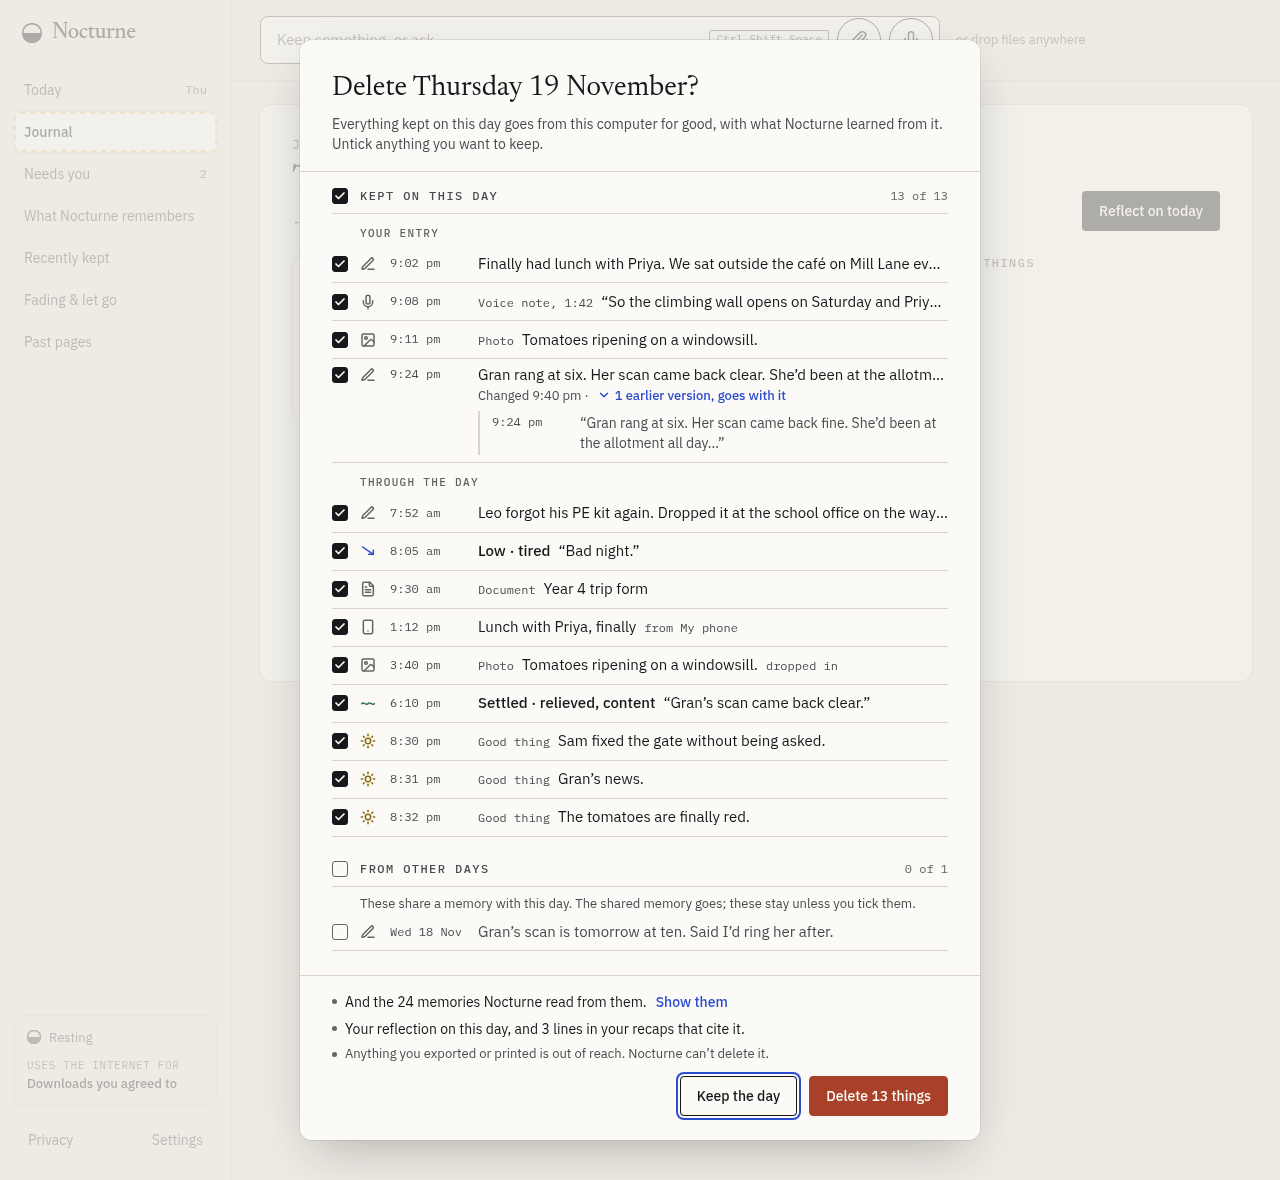 Nocturne
Keep something, or ask
Ctrl Shift Space
or drop files anywhere
Today Thu
Journal
Needs you 2
What Nocturne remembers
Recently kept
Fading & let go
Past pages
Reflect on today
THINGS
Delete Thursday 19 November?
Everything kept on this day goes from this computer for good, with what Nocturne learned from it.
Untick anything you want to keep.
KEPT ON THIS DAY 13 of 13
YOUR ENTRY
9:02 pm Finally had lunch with Priya. We sat outside the café on Mill Lane ev…
9:08 pm Voice note, 1:42 “So the climbing wall opens on Saturday and Priy…
9:11 pm Photo Tomatoes ripening on a windowsill.
9:24 pm Gran rang at six. Her scan came back clear. She’d been at the allotm…
Changed 9:40 pm · 1 earlier version, goes with it
9:24 pm “Gran rang at six. Her scan came back fine. She’d been at
the allotment all day…”
THROUGH THE DAY
7:52 am Leo forgot his PE kit again. Dropped it at the school office on the way…
8:05 am Low · tired “Bad night.”
9:30 am Document Year 4 trip form
1:12 pm Lunch with Priya, finally from My phone
3:40 pm Photo Tomatoes ripening on a windowsill. dropped in
6:10 pm Settled · relieved, content “Gran’s scan came back clear.”
8:30 pm Good thing Sam fixed the gate without being asked.
8:31 pm Good thing Gran’s news.
8:32 pm Good thing The tomatoes are finally red.
FROM OTHER DAYS 0 of 1
These share a memory with this day. The shared memory goes; these stay unless you tick them.
Wed 18 Nov Gran’s scan is tomorrow at ten. Said I’d ring her after.
And the 24 memories Nocturne read from them. Show them
Your reflection on this day, and 3 lines in your recaps that cite it.
Anything you exported or printed is out of reach. Nocturne can’t delete it.
Keep the day Delete 13 things
Resting
USES THE INTERNET FOR
Downloads you agreed to
Privacy Settings